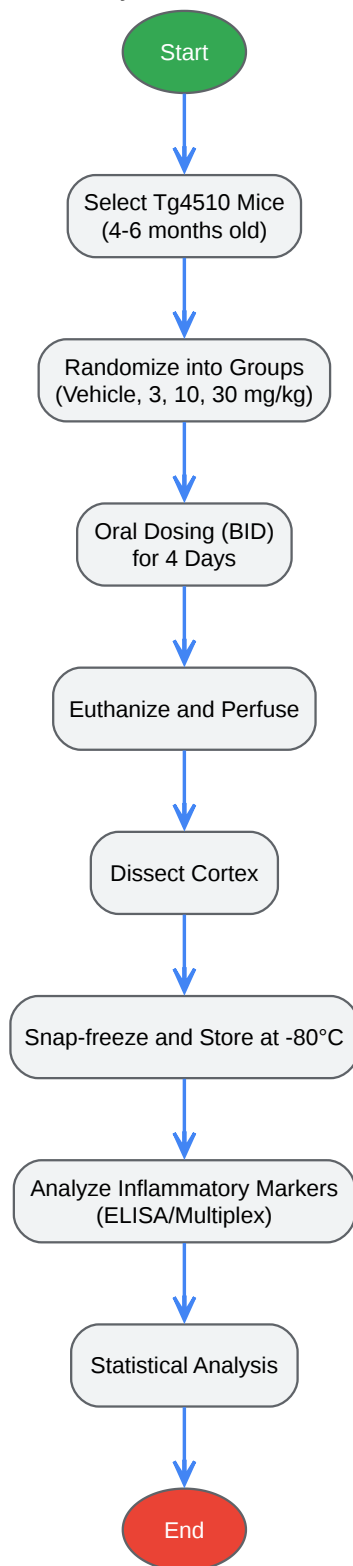 Start
Select Tg4510 Mice
(4-6 months old)
Randomize into Groups
(Vehicle, 3, 10, 30 mg/kg)
Oral Dosing (BID)
for 4 Days
Euthanize and Perfuse
Dissect Cortex
Snap-freeze and Store at -80°C
Analyze Inflammatory Markers
(ELISA/Multiplex)
Statistical Analysis
End